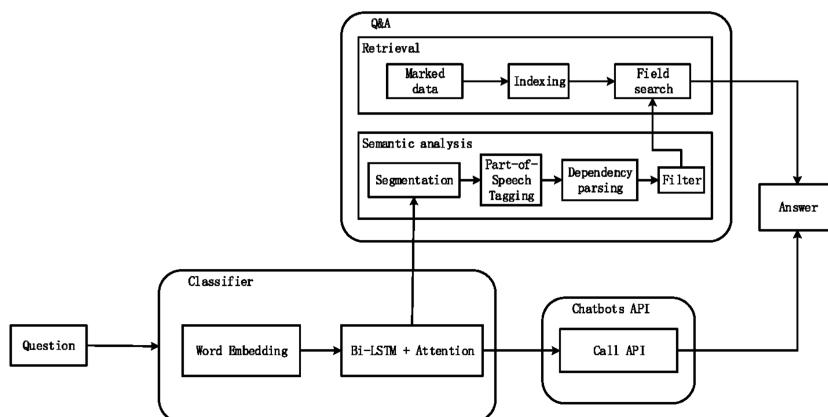 Q&A
Retrieval
Marked
data
Indexing
Field
search
Semantic analysis
Segmentation
Part-of-
Speech
Tagging
Dependency
parsing
Filter
Answer
Classifier
Question
Word Embedding
Bi-LSTM + Attention
Chatbots API
Call API